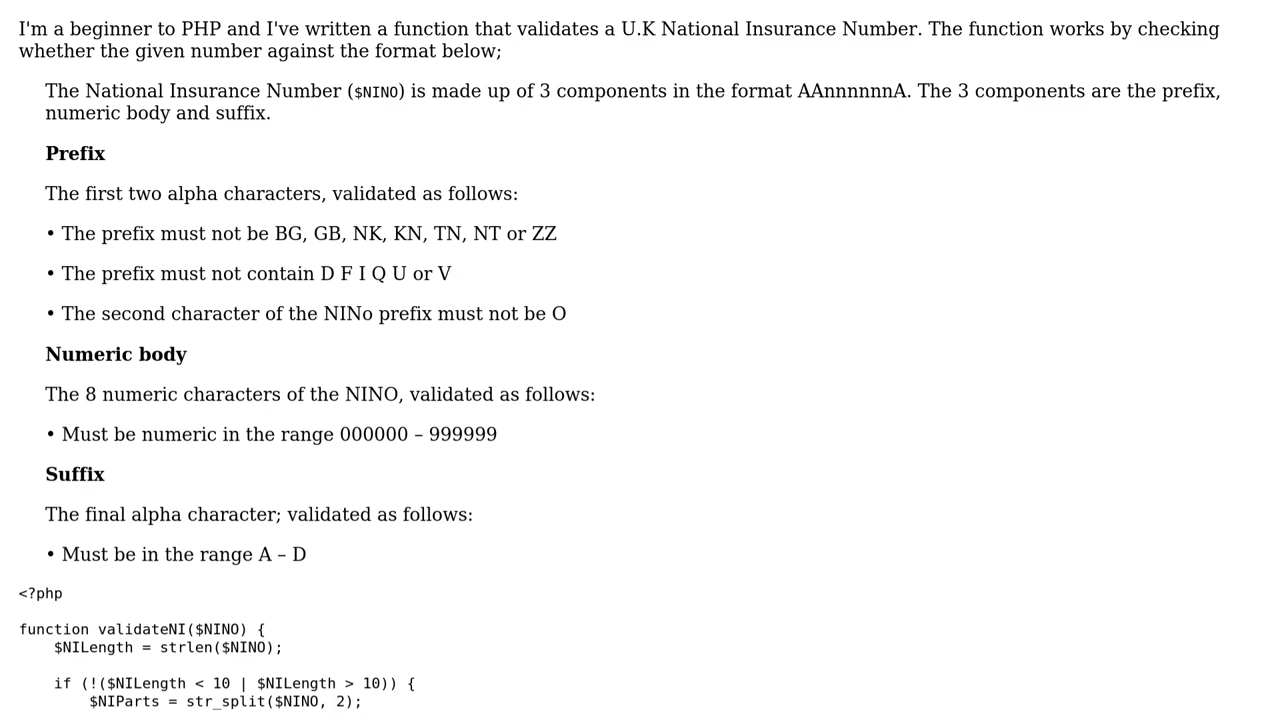 I'm a beginner to PHP and I've written a function that validates a U.K National Insurance Number. The function works by checking
whether the given number against the format below;
The National Insurance Number ($NINO) is made up of 3 components in the format AAnnnnnnA. The 3 components are the prefix,
numeric body and suffix.
Prefix
The first two alpha characters, validated as follows:
• The prefix must not be BG, GB, NK, KN, TN, NT or ZZ
• The prefix must not contain D F I Q U or V
• The second character of the NINo prefix must not be O
Numeric body
The 8 numeric characters of the NINO, validated as follows:
• Must be numeric in the range 000000 – 999999
Suffix
The final alpha character; validated as follows:
• Must be in the range A – D
<?php
function validateNI($NINO) {
    $NILength = strlen($NINO);
    if (!($NILength < 10 | $NILength > 10)) {
        $NIParts = str_split($NINO, 2);